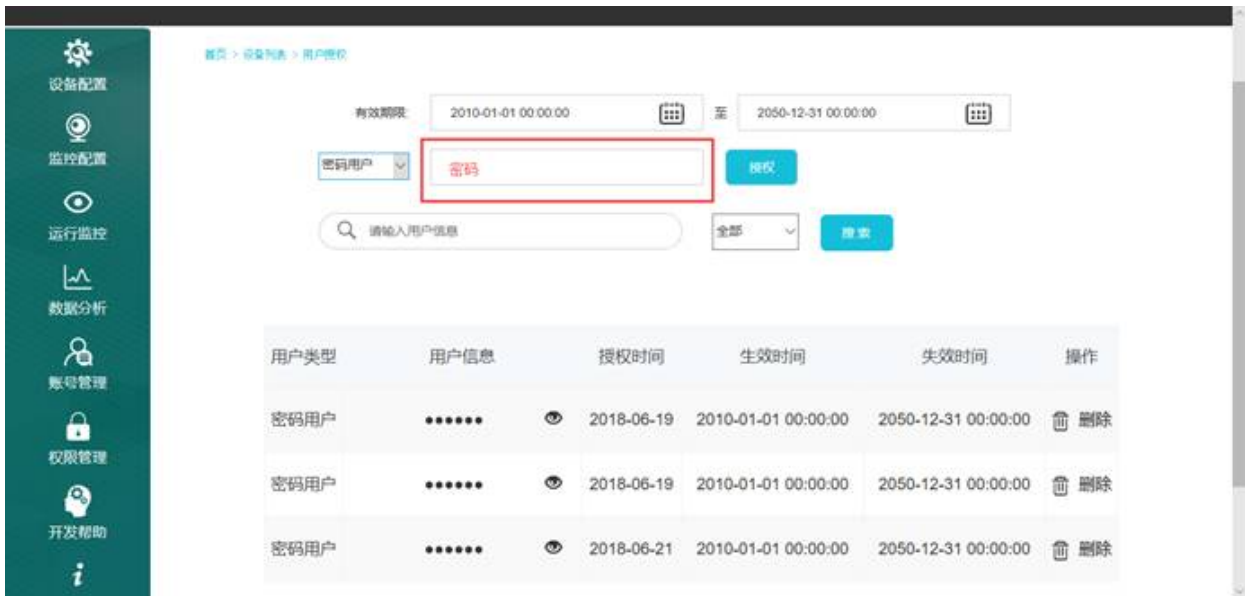 首页 > 设备列表 > 用户授权
设备配置
监控配置
运行监控
数据分析
账号管理
权限管理
开发帮助
i
有效期限: 2010-01-01 00:00:00 至 2050-12-31 00:00:00
密码用户 密码 授权
请输入用户信息 全部 搜索
用户类型 用户信息 授权时间 生效时间 失效时间 操作
密码用户 •••••• 2018-06-19 2010-01-01 00:00:00 2050-12-31 00:00:00 删除
密码用户 •••••• 2018-06-19 2010-01-01 00:00:00 2050-12-31 00:00:00 删除
密码用户 •••••• 2018-06-21 2010-01-01 00:00:00 2050-12-31 00:00:00 删除